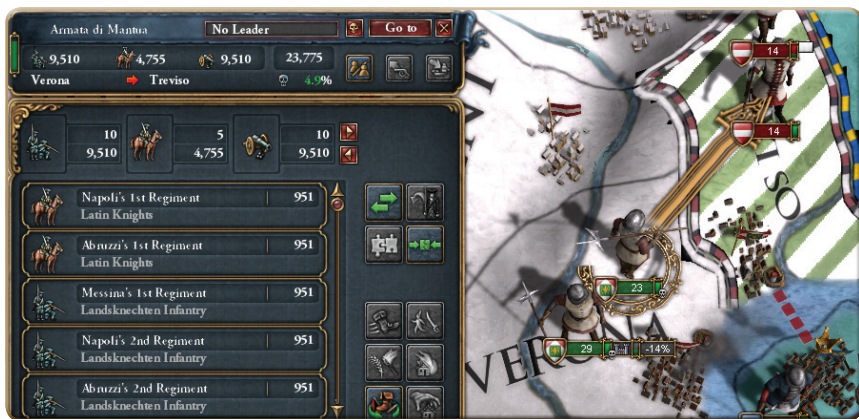 Armata di Mantua
No Leader
Go to
9,510
4,755
9,510
23,775
Verona
Treviso
4.9%
10
9,510
5
4,755
10
9,510
Napoli's 1st Regiment
951
Latin Knights
Abruzzi's 1st Regiment
951
Latin Knights
Messina's 1st Regiment
951
Landsknechten Infantry
Napoli's 2nd Regiment
951
Landsknechten Infantry
Abruzzi's 2nd Regiment
951
Landsknechten Infantry
14
14
23
29
-14%
VERONA